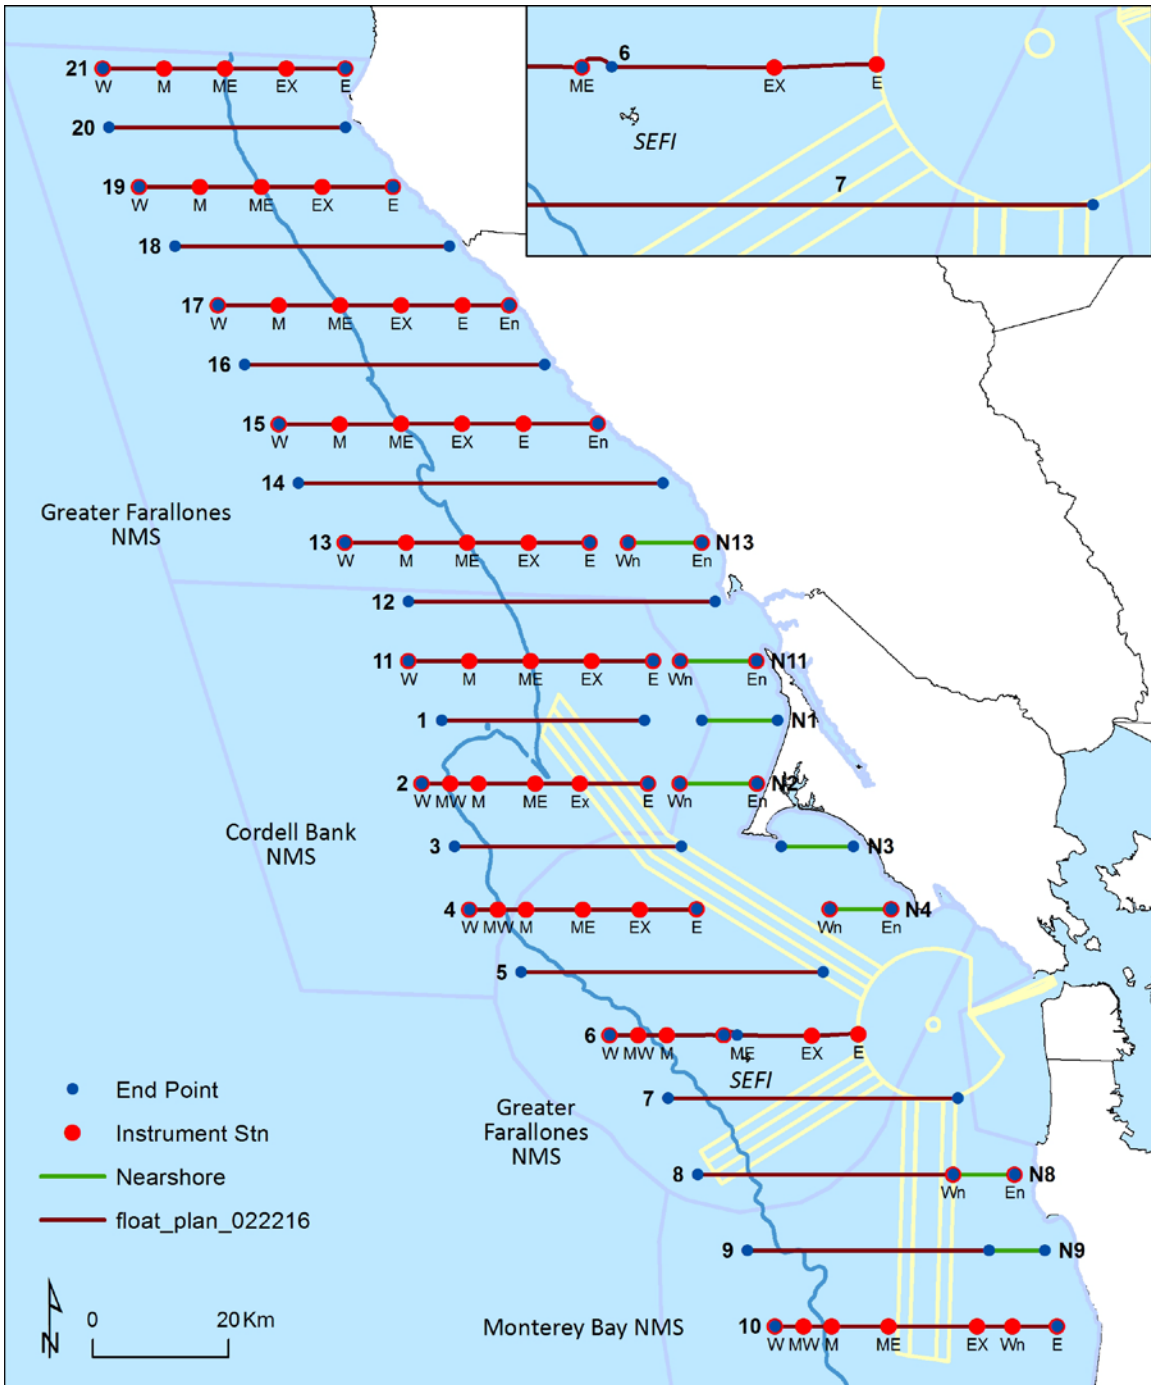 6
ME
EX
E
SEFI
7
21
W M ME EX E
20
19
W M ME EX E
18
17
W M ME EX E En
16
15
W M ME EX E En
14
Greater Farallones
NMS
13 N13
W M ME EX E Wn En
12
11 N11
W M ME EX E Wn En
1 N1
2 N2
W MW M ME Ex E Wn En
Cordell Bank
NMS
3 N3
4 N4
W MW M ME EX E Wn En
5
6
W MW M ME EX E
SEFI
7
Greater
Farallones
NMS
8 N8
Wn En
9 N9
Monterey Bay NMS
10
W MW M ME EX Wn E
End Point
Instrument Stn
Nearshore
float_plan_022216
N
0 20 Km